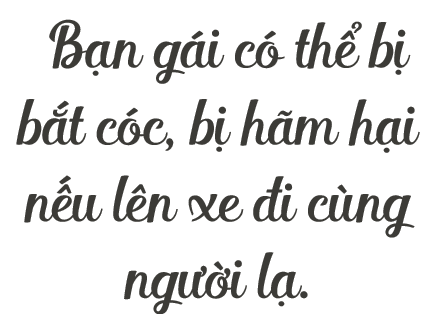 Bạn gái có thể bị
bắt cóc, bị hãm hại
nếu lên xe đi cùng
người lạ.